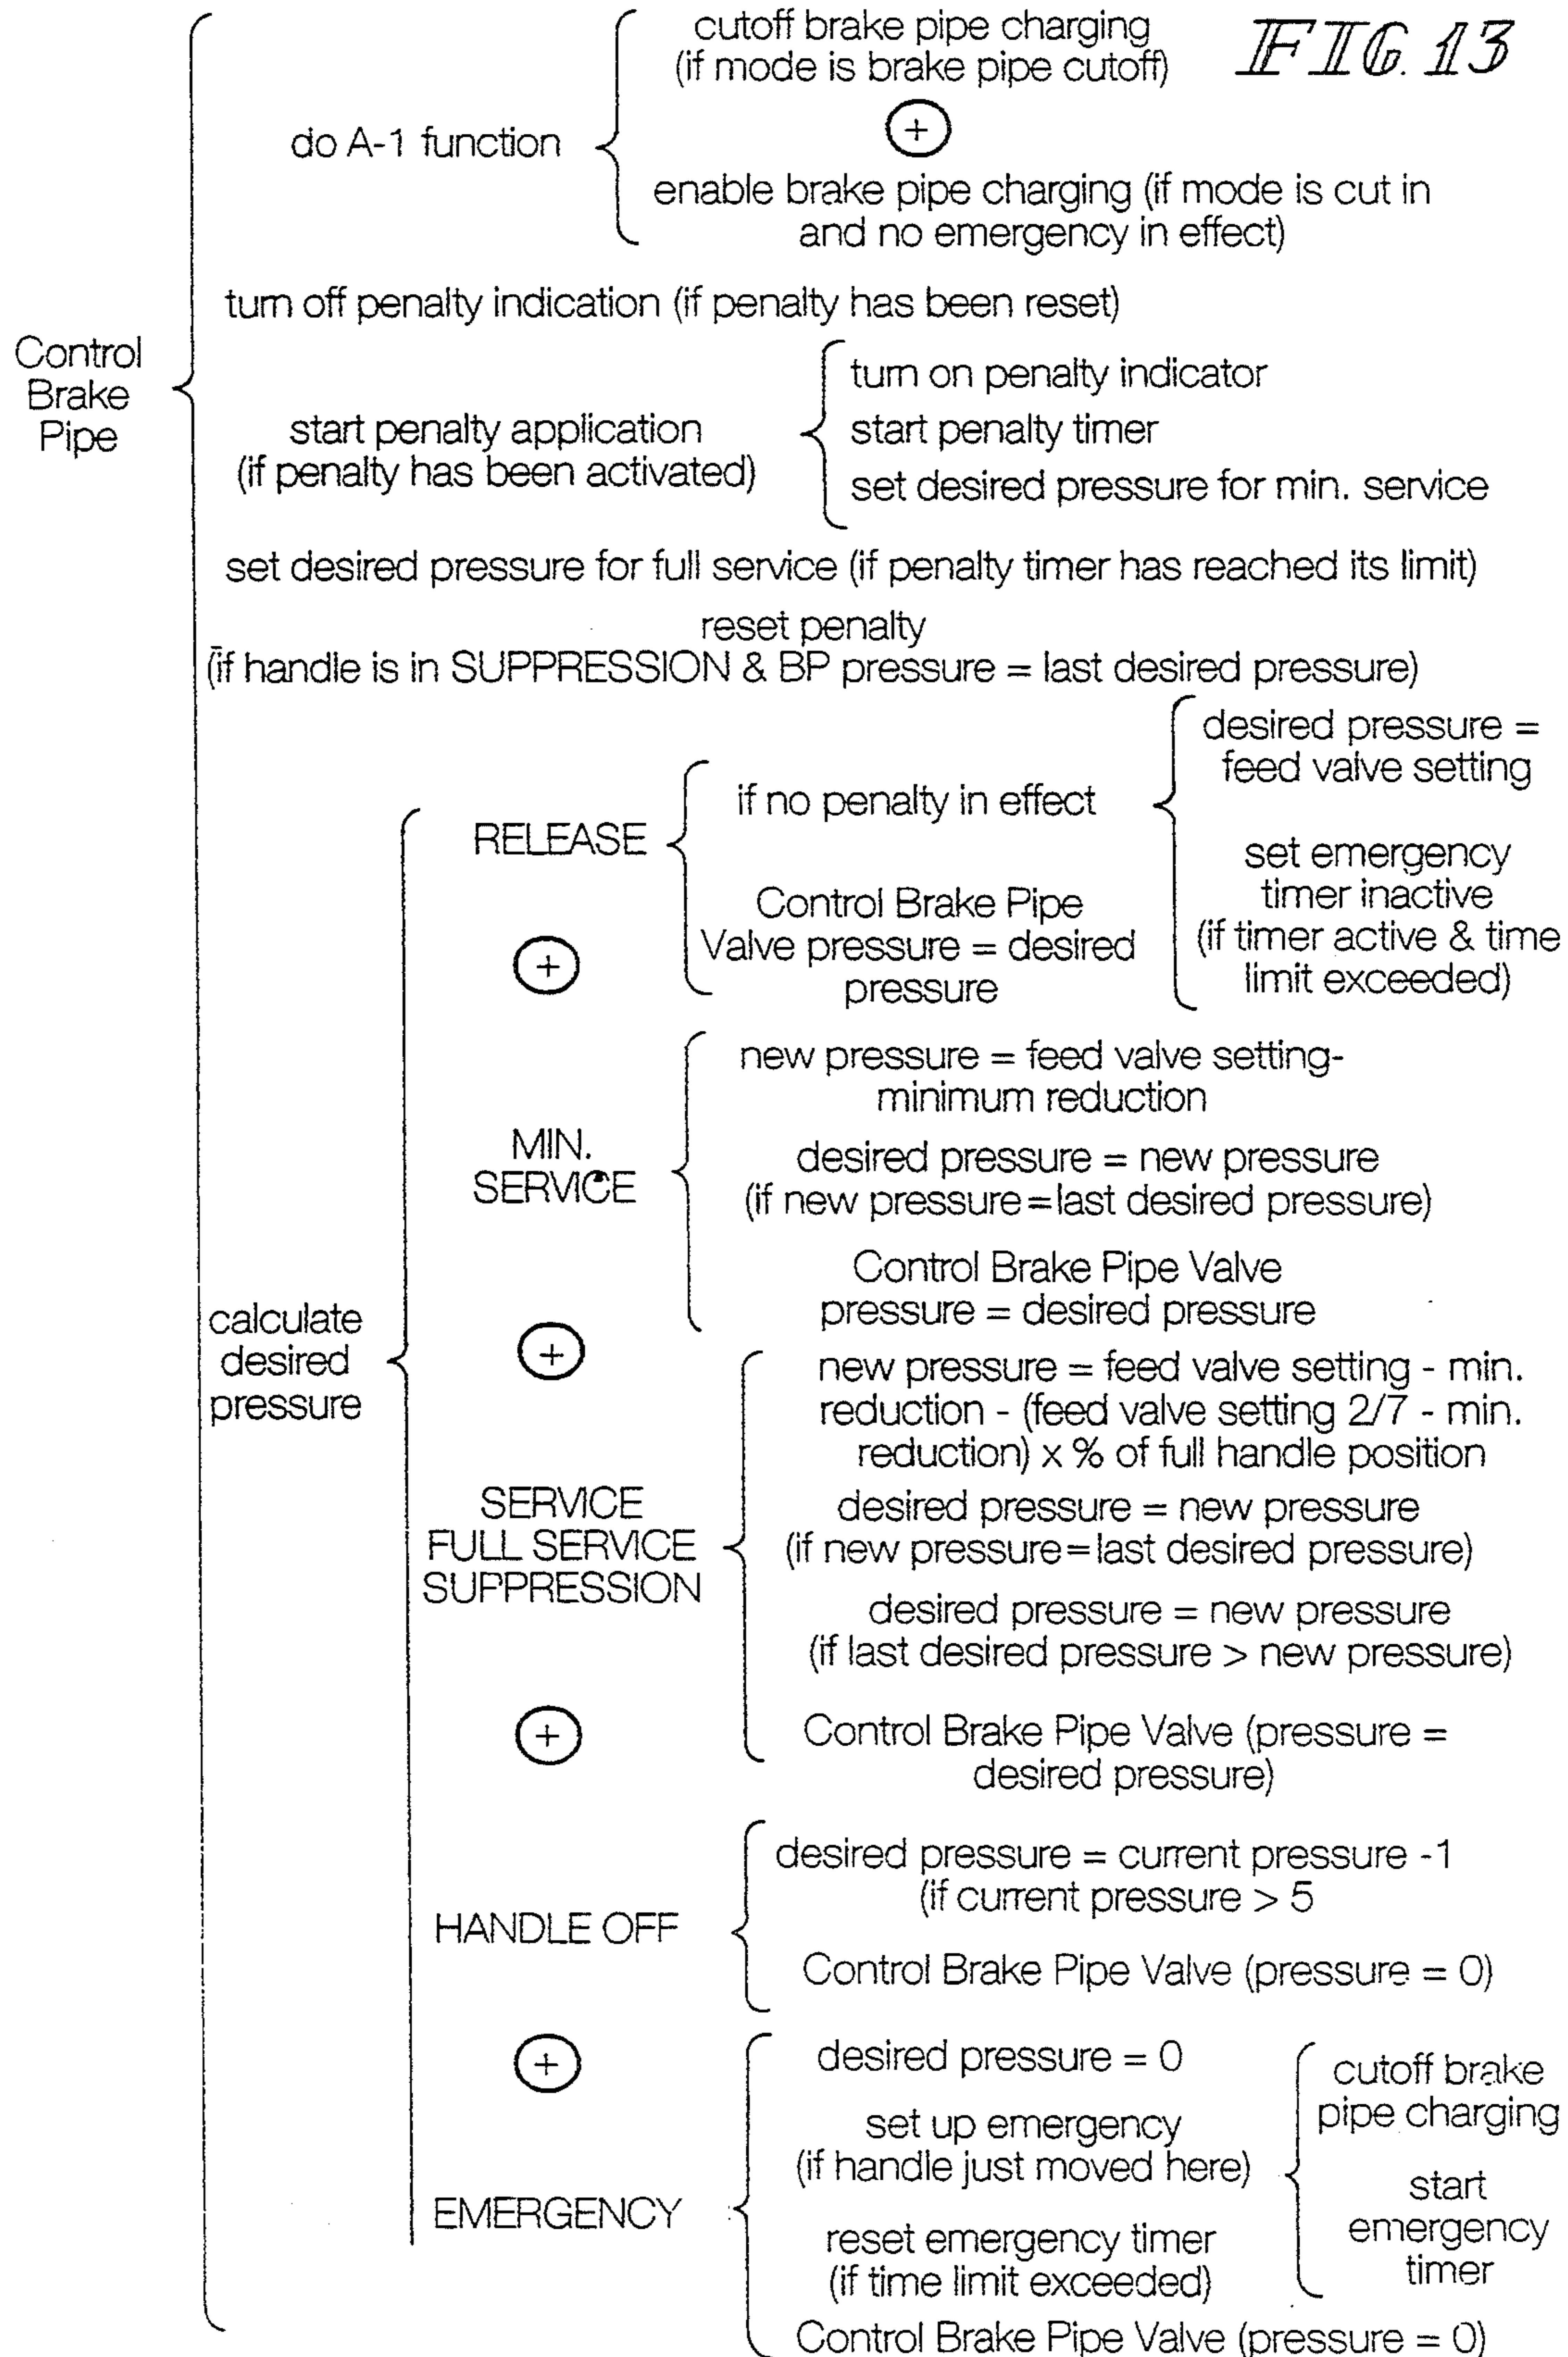 FIG. 13
cutoff brake pipe charging
(if mode is brake pipe cutoff)
+
do A-1 function
enable brake pipe charging (if mode is cut in
and no emergency in effect)
turn off penalty indication (if penalty has been reset)
Control
Brake
Pipe
start penalty application
(if penalty has been activated)
turn on penalty indicator
start penalty timer
set desired pressure for min. service
set desired pressure for full service (if penalty timer has reached its limit)
reset penalty
(if handle is in SUPPRESSION & BP pressure = last desired pressure)
calculate
desired
pressure
RELEASE
if no penalty in effect
desired pressure =
feed valve setting
set emergency
timer inactive
(if timer active & time
limit exceeded)
Control Brake Pipe
Valve pressure = desired
pressure
+
MIN.
SERVICE
new pressure = feed valve setting-
minimum reduction
desired pressure = new pressure
(if new pressure=last desired pressure)
Control Brake Pipe Valve
pressure = desired pressure
+
SERVICE
FULL SERVICE
SUPPRESSION
new pressure = feed valve setting - min.
reduction - (feed valve setting 2/7 - min.
reduction) x % of full handle position
desired pressure = new pressure
(if new pressure=last desired pressure)
desired pressure = new pressure
(if last desired pressure > new pressure)
Control Brake Pipe Valve (pressure =
desired pressure)
+
HANDLE OFF
desired pressure = current pressure -1
(if current pressure > 5
Control Brake Pipe Valve (pressure = 0)
+
EMERGENCY
desired pressure = 0
set up emergency
(if handle just moved here)
cutoff brake
pipe charging
start
emergency
timer
reset emergency timer
(if time limit exceeded)
Control Brake Pipe Valve (pressure = 0)